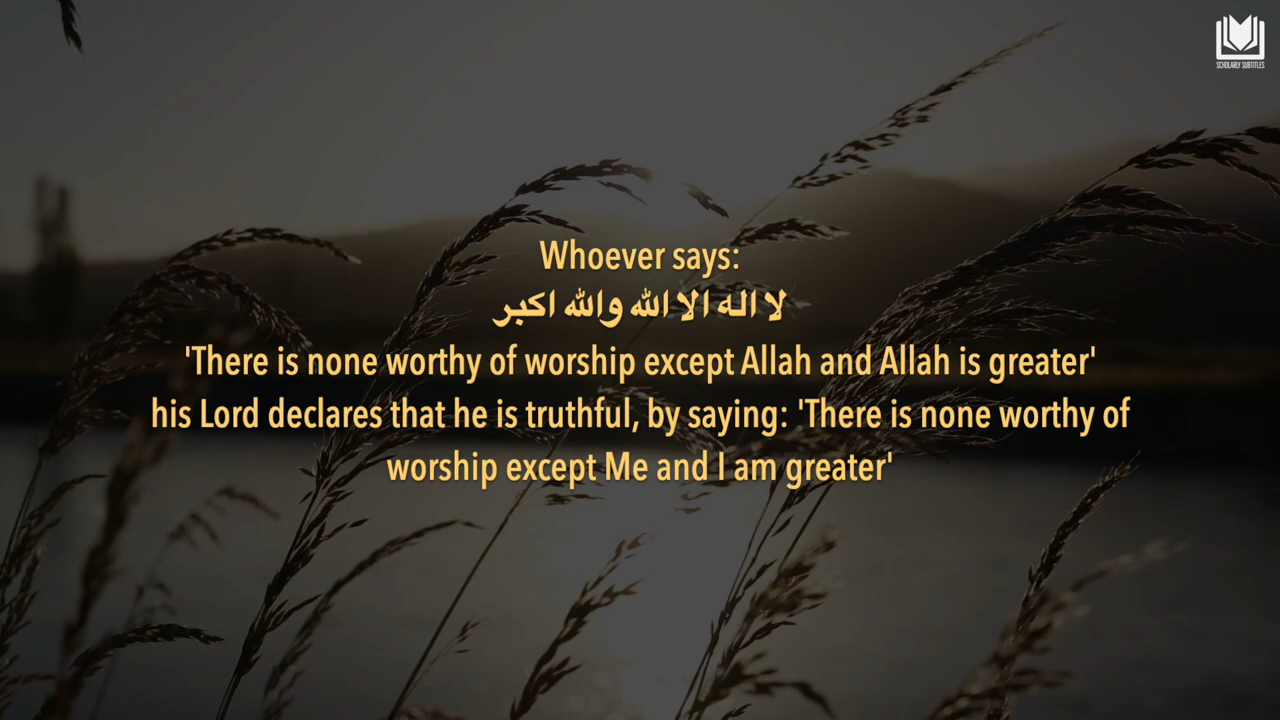 SCHOLARLY SUBTITLES
Whoever says:
لا اله الا الله والله اكبر
'There is none worthy of worship except Allah and Allah is greater'
his Lord declares that he is truthful, by saying: 'There is none worthy of
worship except Me and I am greater'